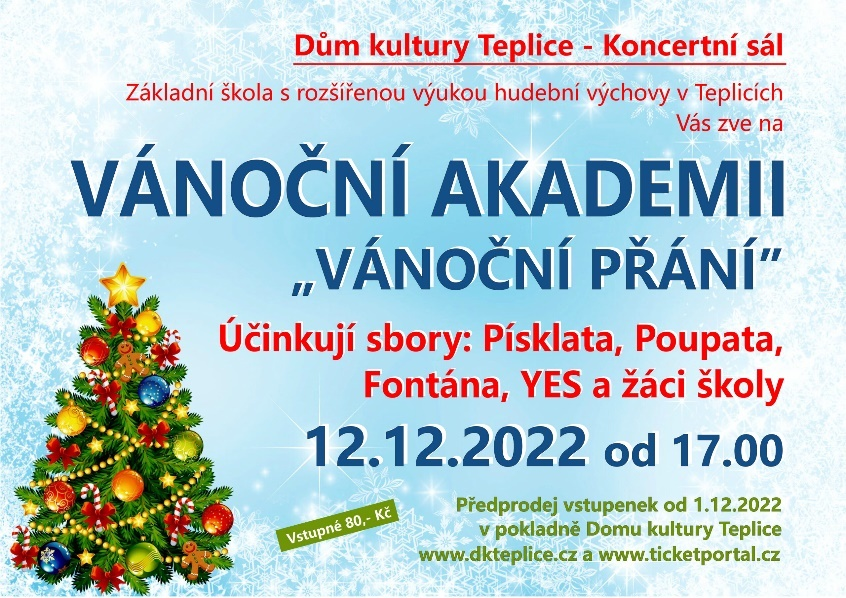 Dům kultury Teplice - Koncertní sál
Základní škola s rozšířenou výukou hudební výchovy v Teplicích
Vás zve na
VÁNOČNÍ AKADEMII
„VÁNOČNÍ PŘÁNÍ”
Účinkují sbory: Písklata, Poupata,
Fontána, YES a žáci školy
12.12.2022 od 17.00
Předprodej vstupenek od 1.12.2022
v pokladně Domu kultury Teplice
www.dkteplice.cz a www.ticketportal.cz
Vstupné 80,- Kč